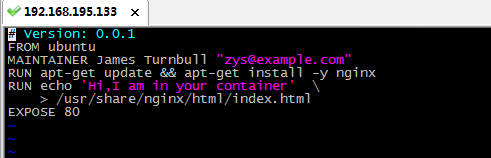 192.168.195.133
# Version: 0.0.1
FROM ubuntu
MAINTAINER James Turnbull "zys@example.com"
RUN apt-get update && apt-get install -y nginx
RUN echo 'Hi,I am in your container'  \
    > /usr/share/nginx/html/index.html
EXPOSE 80
~
~
~